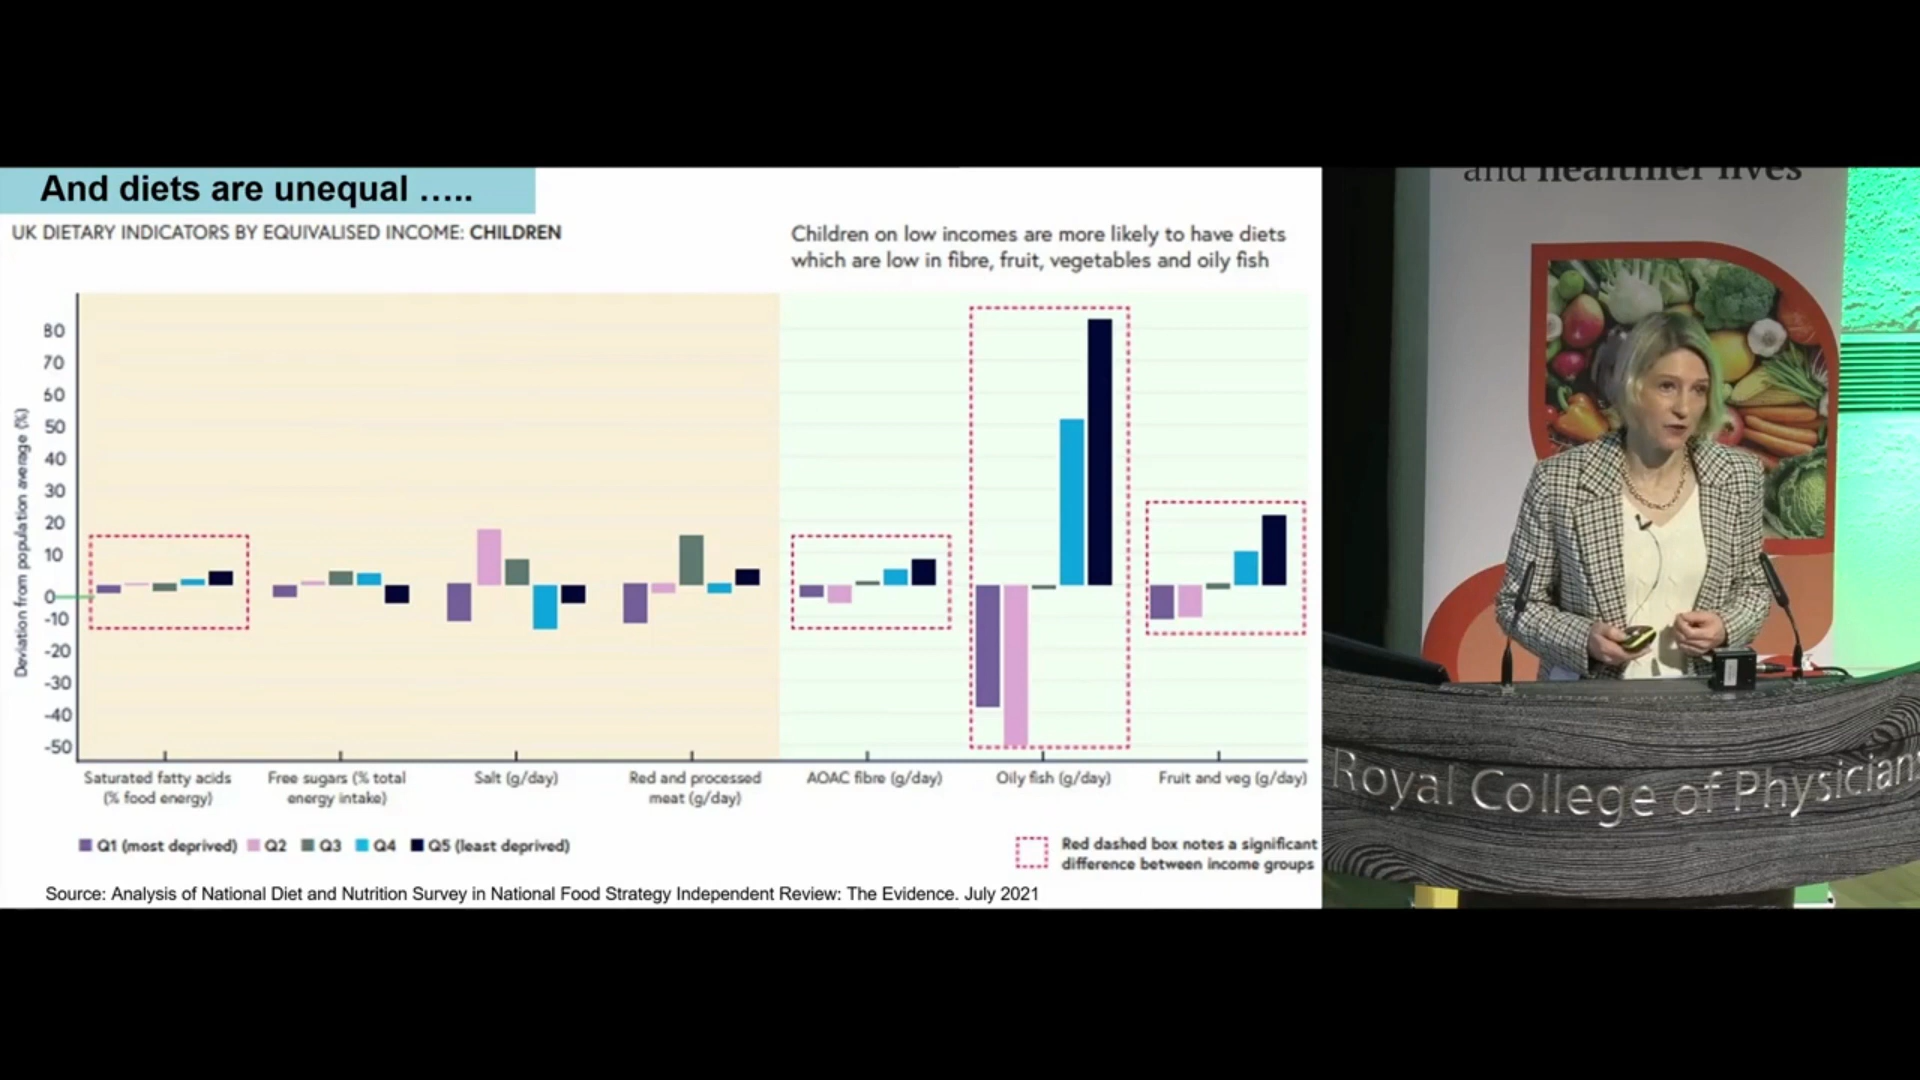 And diets are unequal .....
UK DIETARY INDICATORS BY EQUIVALISED INCOME: CHILDREN
Children on low incomes are more likely to have diets
which are low in fibre, fruit, vegetables and oily fish
Deviation from population average (%)
80
70
60
50
40
30
20
10
0
-10
-20
-30
-40
-50
Saturated fatty acids
(% food energy)
Free sugars (% total
energy intake)
Salt (g/day)
Red and processed
meat (g/day)
AOAC fibre (g/day)
Oily fish (g/day)
Fruit and veg (g/day)
Q1 (most deprived) Q2 Q3 Q4 Q5 (least deprived)
Red dashed box notes a significant
difference between income groups
Source: Analysis of National Diet and Nutrition Survey in National Food Strategy Independent Review: The Evidence. July 2021
and healthier lives
Royal College of Physicians